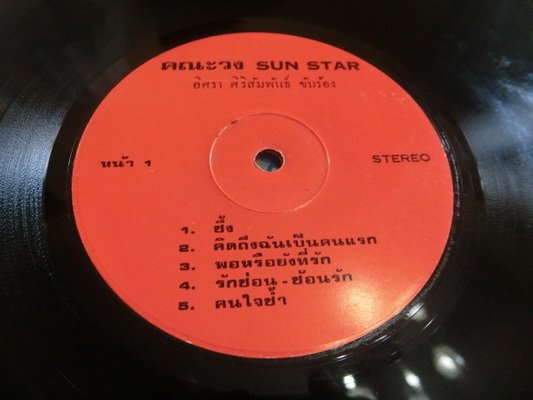 คณะวง SUN STAR
อิศรา ศิริสัมพันธ์ ขับร้อง
หน้า 1
STEREO
1. ซึ้ง
2. คิดถึงฉันเป็นคนแรก
3. พอหรือยังที่รัก
4. รักซ่อน - ซ้อนรัก
5. คนใจช้ำ